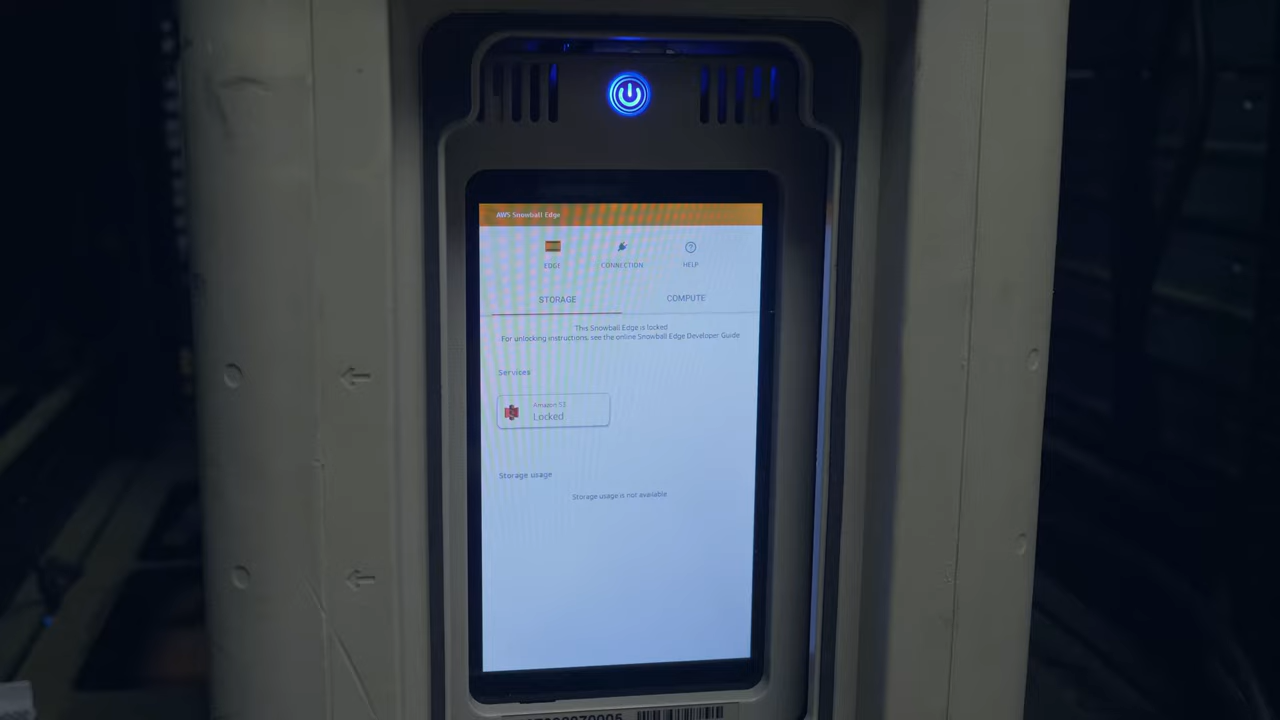 AWS Snowball Edge
EDGE
CONNECTION
HELP
STORAGE
COMPUTE
This Snowball Edge is locked
For unlocking instructions, see the online Snowball Edge Developer Guide
Services
Amazon S3
Locked
Storage usage
Storage usage is not available